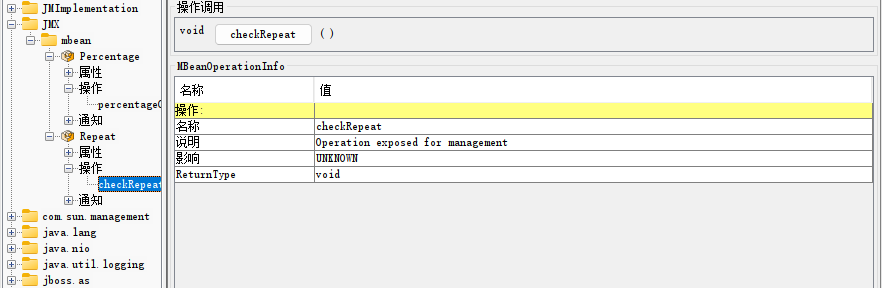 JMImplementation
JMX
mbean
Percentage
属性
操作
通知
Repeat
属性
操作
checkRepeat
通知
com.sun.management
java.lang
java.nio
java.util.logging
jboss.as
操作调用
void checkRepeat ( )
MBeanOperationInfo
名称 值
操作:
名称 checkRepeat
说明 Operation exposed for management
影响 UNKNOWN
ReturnType void